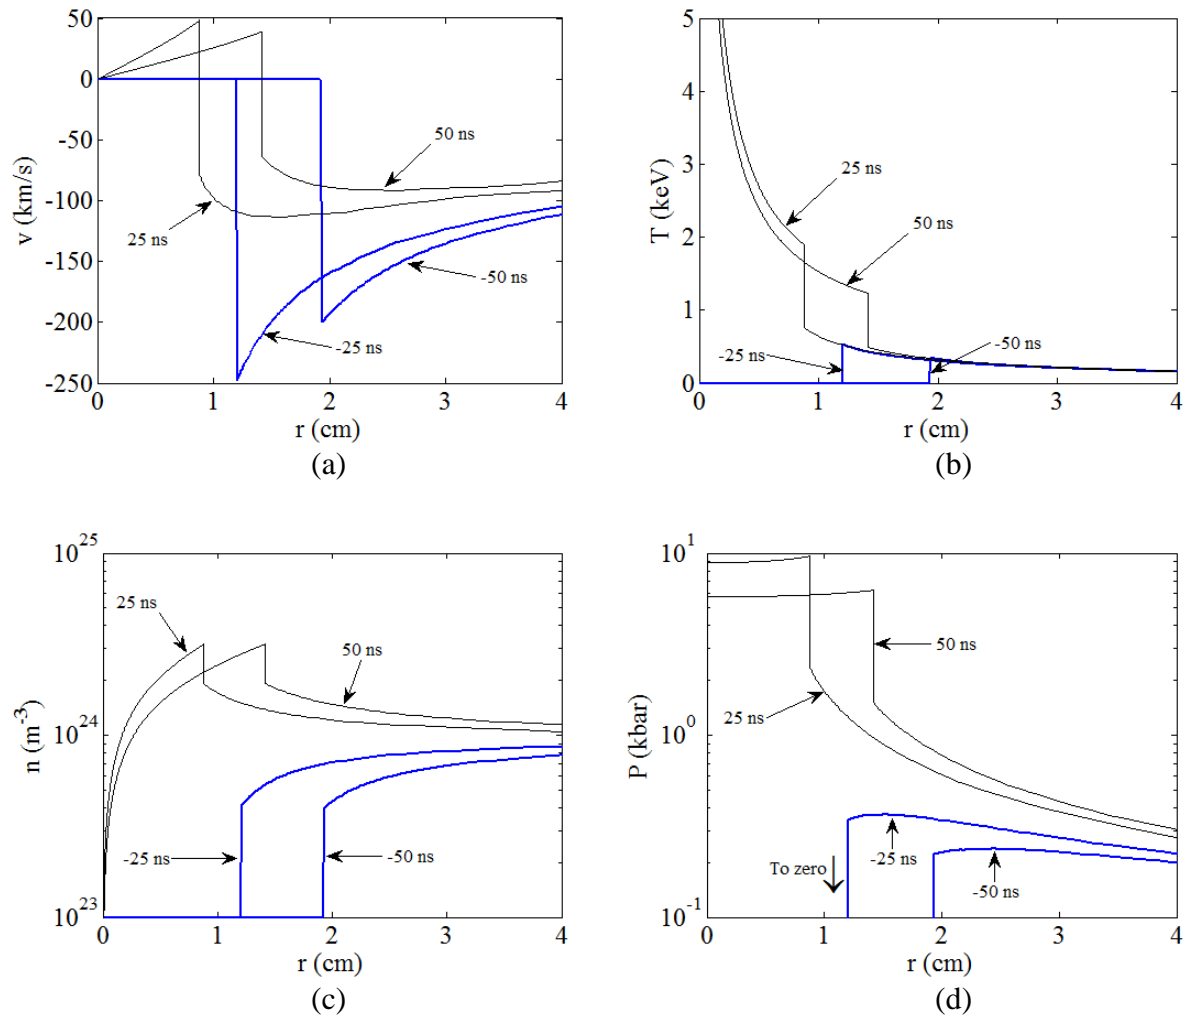 50
0
-50
-100
-150
-200
-250
v (km/s)
50 ns
25 ns
-50 ns
-25 ns
0 1 2 3 4
r (cm)
(a)
5
4
3
2
1
0
T (keV)
25 ns
50 ns
-25 ns
-50 ns
0 1 2 3 4
r (cm)
(b)
10^25
10^24
10^23
n (m^-3)
25 ns
50 ns
-25 ns
-50 ns
0 1 2 3 4
r (cm)
(c)
10^1
10^0
10^-1
P (kbar)
50 ns
25 ns
-25 ns
-50 ns
To zero
0 1 2 3 4
r (cm)
(d)